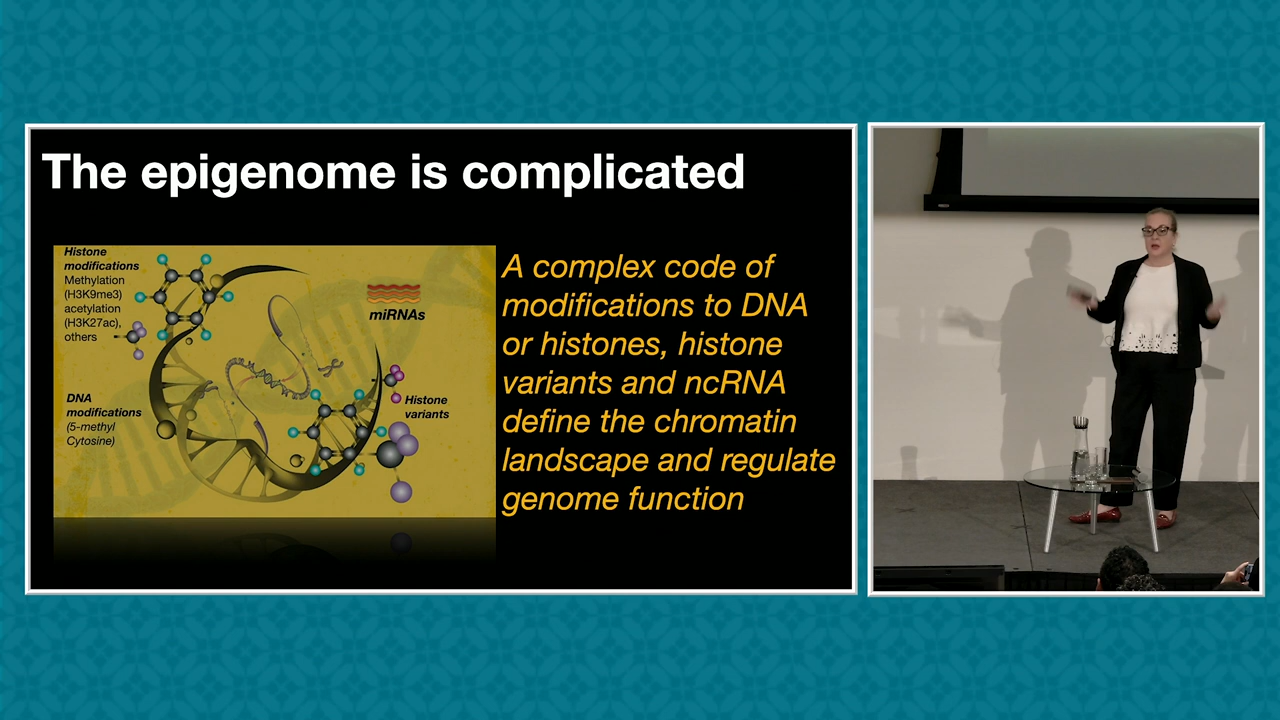 The epigenome is complicated
Histone
modifications
Methylation
(H3K9me3)
acetylation
(H3K27ac),
others
miRNAs
DNA
modifications
(5-methyl
Cytosine)
Histone
variants
A complex code of
modifications to DNA
or histones, histone
variants and ncRNA
define the chromatin
landscape and regulate
genome function